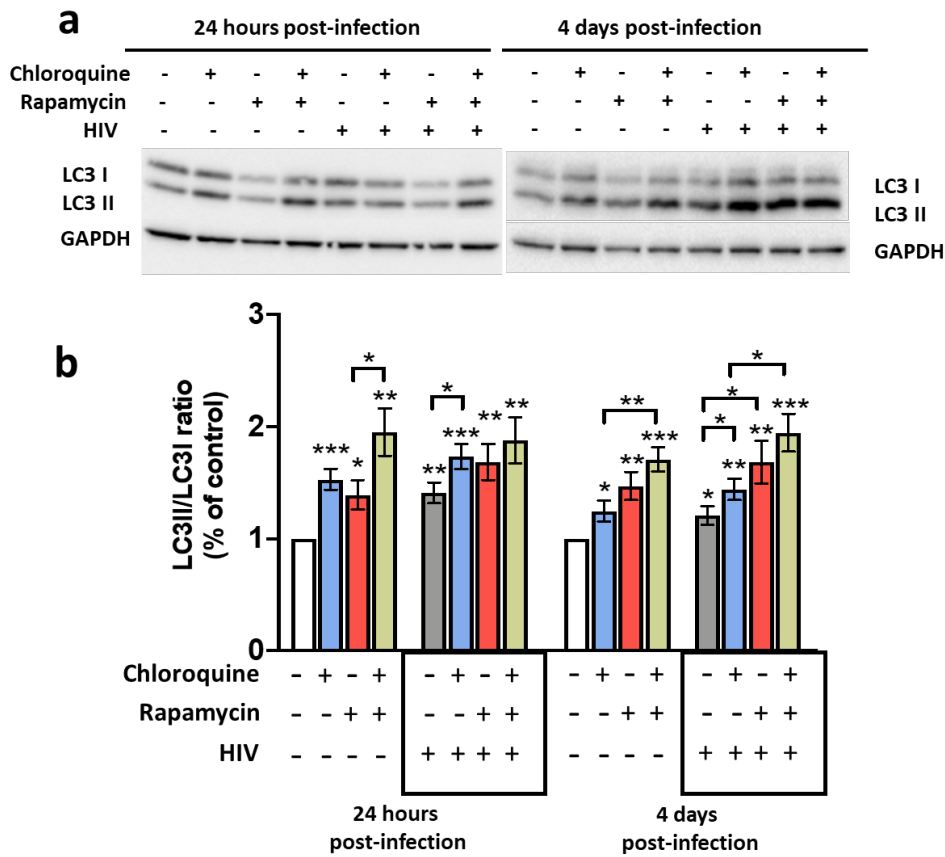 a
24 hours post-infection 4 days post-infection
Chloroquine - + - + - + - + - + - + - + - +
Rapamycin - - + + - - + + - - + + - - + +
HIV - - - - + + + + - - - - + + + +
LC3 I LC3 I
LC3 II LC3 II
GAPDH GAPDH
b
LC3II/LC3I ratio
(% of control)
3
2
1
0
* * * ** * **
*** * ** ** *** ** ** * ** *** * ** ** ***
Chloroquine - + - + - + - + - + - + - + - +
Rapamycin - - + + - - + + - - + + - - + +
HIV - - - - + + + + - - - - + + + +
24 hours 4 days
post-infection post-infection